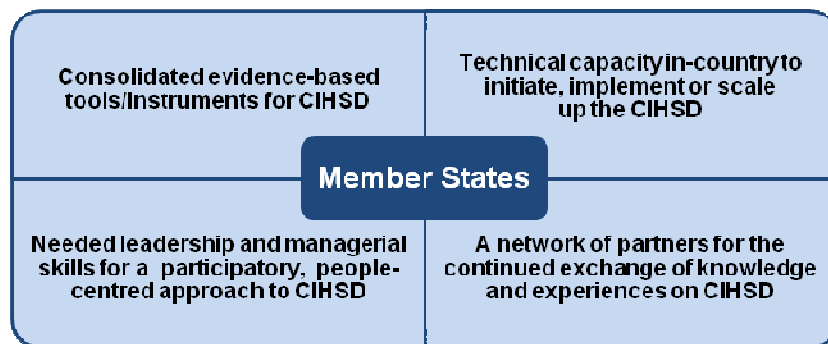 Consolidated evidence-based
tools/Instruments for CIHSD
Technical capacity in-country to
initiate, implement or scale
up the CIHSD
Member States
Needed leadership and managerial
skills for a participatory, people-
centred approach to CIHSD
A network of partners for the
continued exchange of knowledge
and experiences on CIHSD